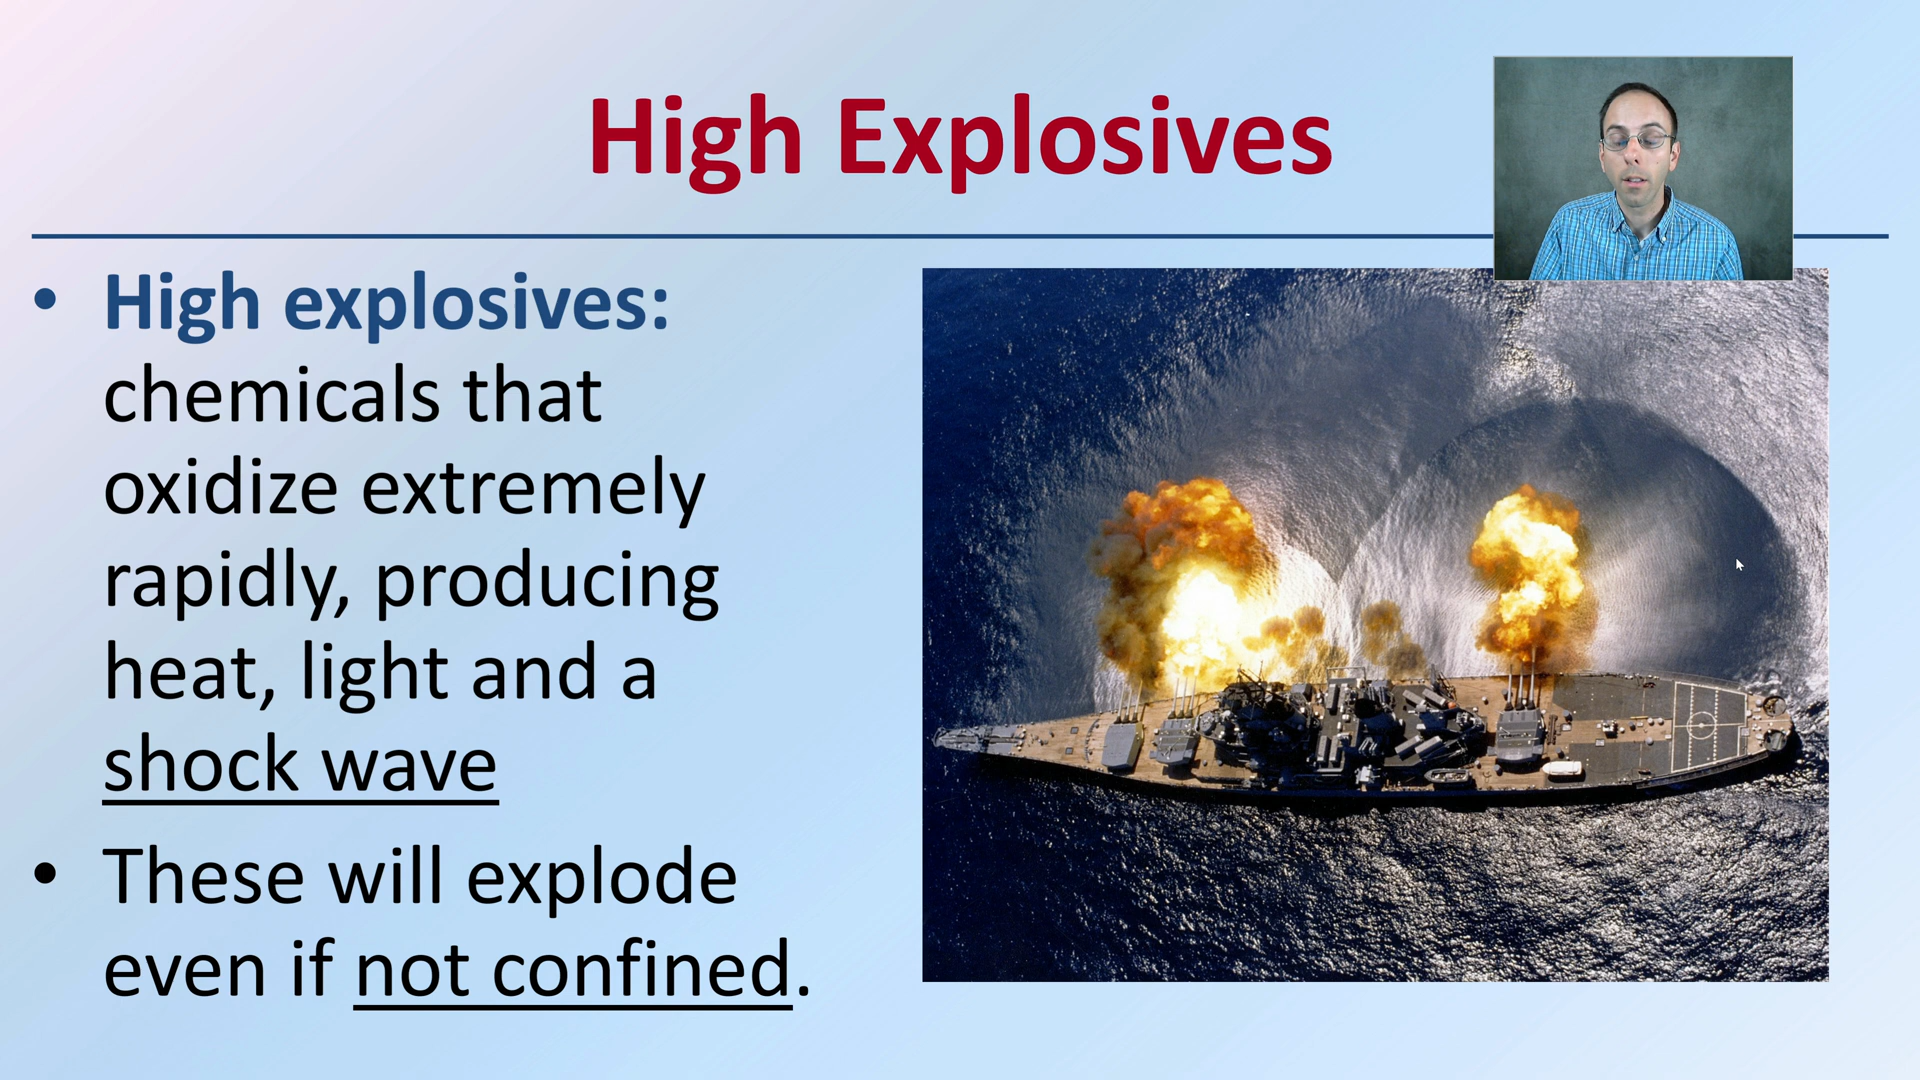 High Explosives
• High explosives:
chemicals that
oxidize extremely
rapidly, producing
heat, light and a
shock wave
• These will explode
even if not confined.